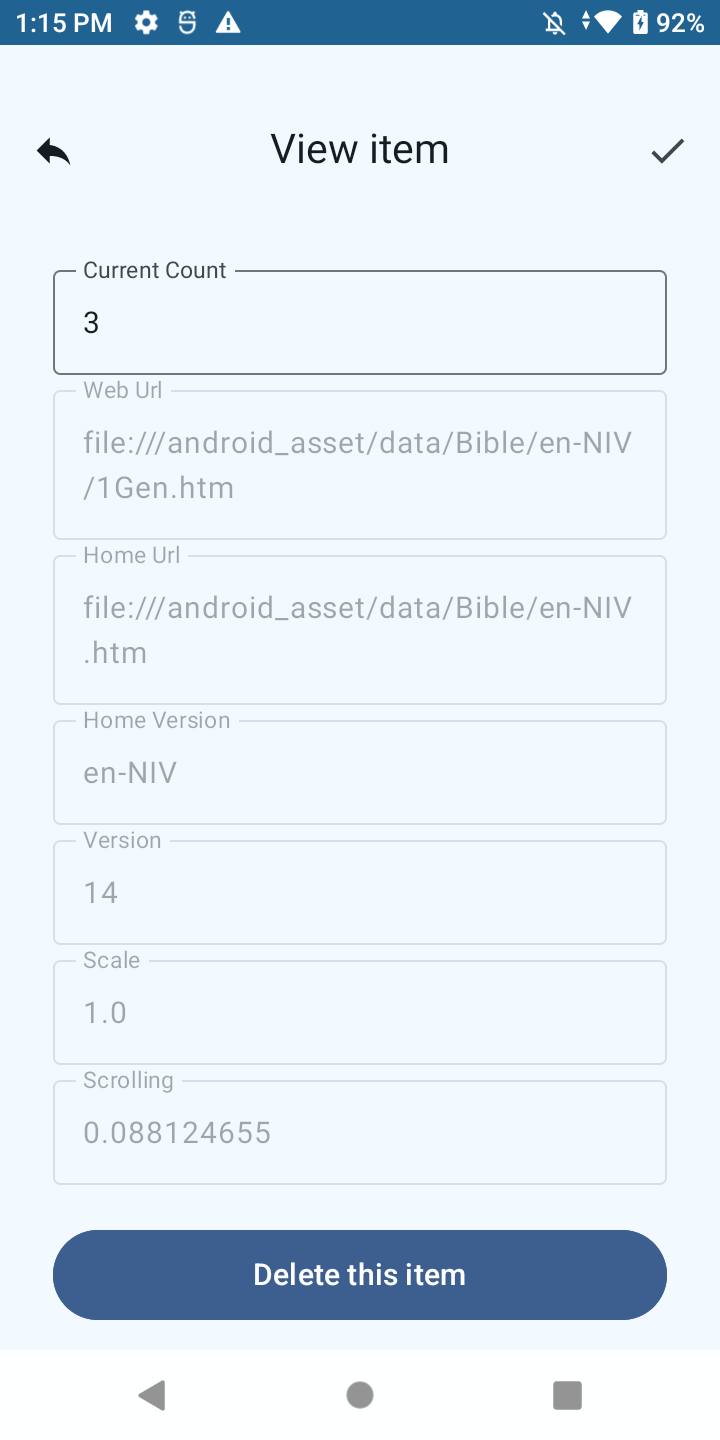 1:15 PM
92%
View item
Current Count
3
Web Url
file:///android_asset/data/Bible/en-NIV
/1Gen.htm
Home Url
file:///android_asset/data/Bible/en-NIV
.htm
Home Version
en-NIV
Version
14
Scale
1.0
Scrolling
0.088124655
Delete this item